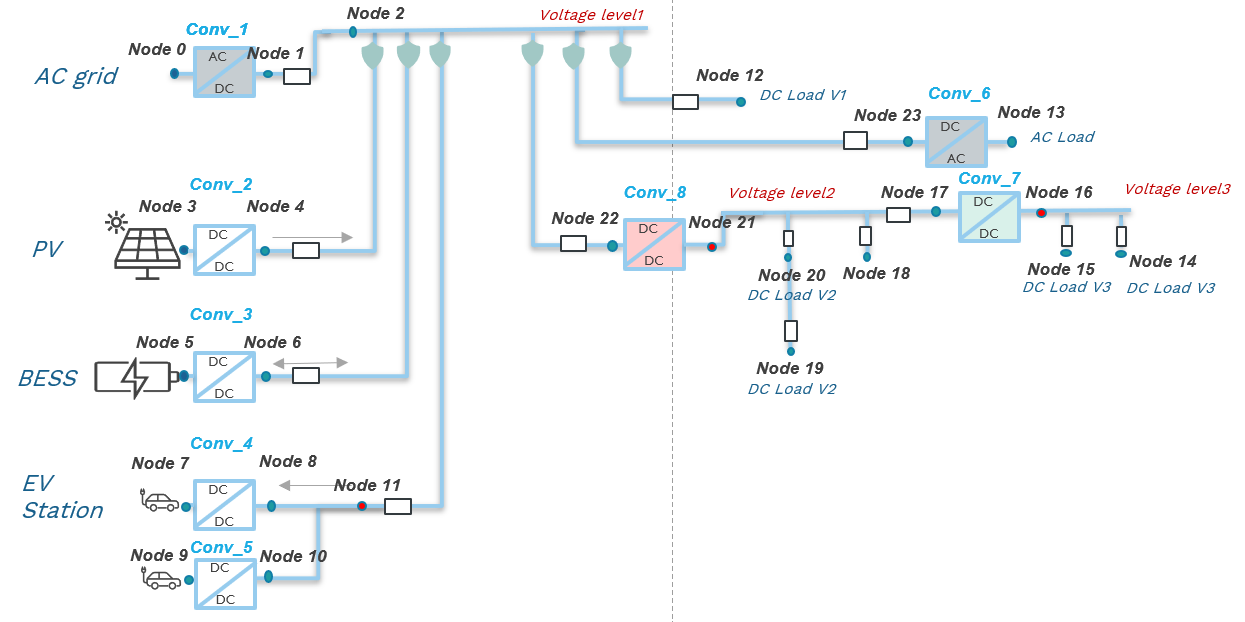 Node 2
Voltage level1
Conv_1
Node 0
AC
DC
Node 1
AC grid
Node 12
DC Load V1
Conv_6
Node 23
DC
AC
Node 13
AC Load
Conv_2
Node 3
Node 4
DC
DC
PV
Conv_8
Node 22
DC
DC
Node 21
Voltage level2
Node 17
Conv_7
DC
DC
Node 16
Voltage level3
Node 20
DC Load V2
Node 18
Node 15
DC Load V3
Node 14
DC Load V3
Node 19
DC Load V2
Conv_3
Node 5
Node 6
DC
DC
BESS
Conv_4
Node 7
Node 8
DC
DC
Node 11
EV
Station
Conv_5
Node 9
Node 10
DC
DC